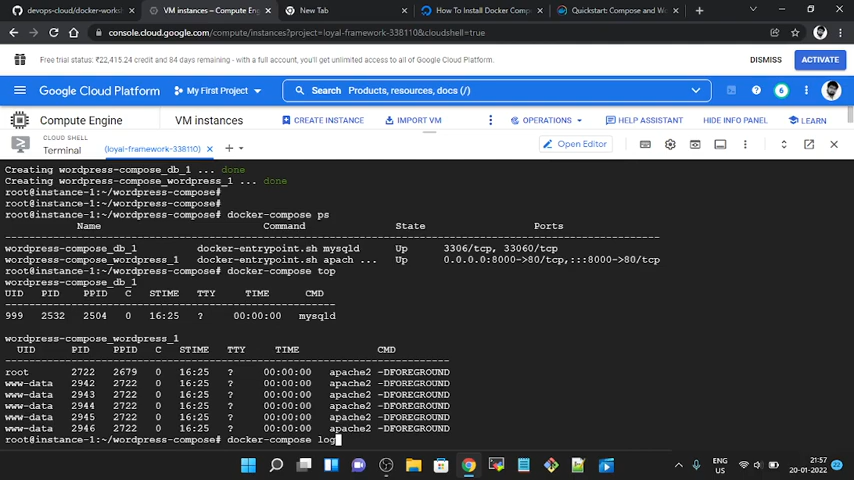 devops-cloud/docker-works
VM instances – Compute Eng
New Tab
How To Install Docker Compo
Quickstart: Compose and Wo
console.cloud.google.com/compute/instances?project=loyal-framework-338110&cloudshell=true
Free trial status: ₹22,415.24 credit and 84 days remaining - with a full account, you'll get unlimited access to all of Google Cloud Platform.
DISMISS
ACTIVATE
Google Cloud Platform
My First Project
Search Products, resources, docs (/)
6
Compute Engine
VM instances
CREATE INSTANCE
IMPORT VM
OPERATIONS
HELP ASSISTANT
HIDE INFO PANEL
LEARN
CLOUD SHELL
Terminal
(loyal-framework-338110)
Open Editor
Creating wordpress-compose_db_1 ... done
Creating wordpress-compose_wordpress_1 ... done
root@instance-1:~/wordpress-compose#
root@instance-1:~/wordpress-compose#
root@instance-1:~/wordpress-compose# docker-compose ps
Name Command State Ports
wordpress-compose_db_1 docker-entrypoint.sh mysqld Up 3306/tcp, 33060/tcp
wordpress-compose_wordpress_1 docker-entrypoint.sh apach ... Up 0.0.0.0:8000->80/tcp,:::8000->80/tcp
root@instance-1:~/wordpress-compose# docker-compose top
wordpress-compose_db_1
UID PID PPID C STIME TTY TIME CMD
999 2532 2504 0 16:25 ? 00:00:00 mysqld
wordpress-compose_wordpress_1
UID PID PPID C STIME TTY TIME CMD
root 2722 2679 0 16:25 ? 00:00:00 apache2 -DFOREGROUND
www-data 2942 2722 0 16:25 ? 00:00:00 apache2 -DFOREGROUND
www-data 2943 2722 0 16:25 ? 00:00:00 apache2 -DFOREGROUND
www-data 2944 2722 0 16:25 ? 00:00:00 apache2 -DFOREGROUND
www-data 2945 2722 0 16:25 ? 00:00:00 apache2 -DFOREGROUND
www-data 2946 2722 0 16:25 ? 00:00:00 apache2 -DFOREGROUND
root@instance-1:~/wordpress-compose# docker-compose log
ENG
US
21:57
20-01-2022
22